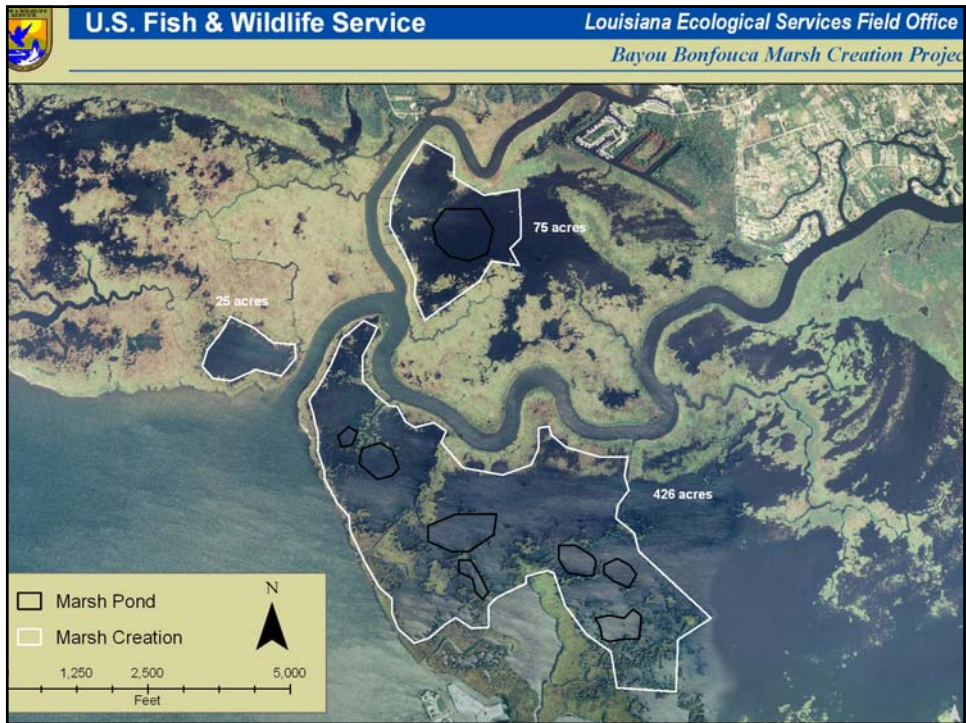 U.S. Fish & Wildlife Service
Louisiana Ecological Services Field Office
Bayou Bonfouca Marsh Creation Projec
75 acres
25 acres
426 acres
Marsh Pond
Marsh Creation
N
1,250 2,500 5,000
Feet